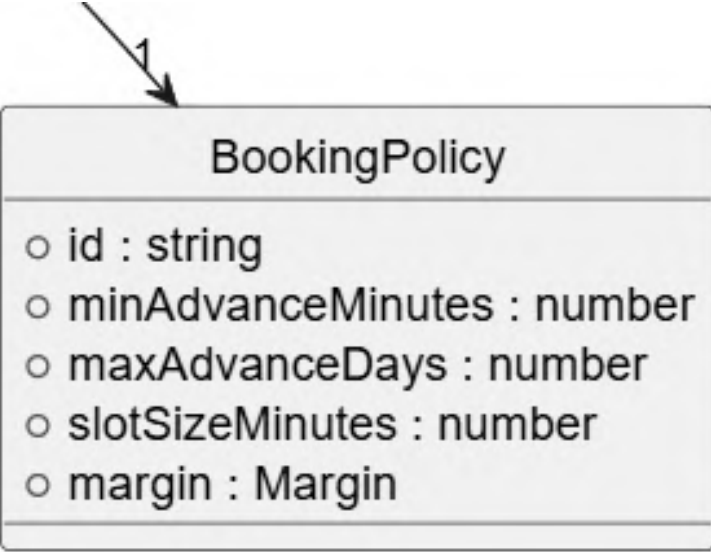 1
BookingPolicy
id : string
minAdvanceMinutes : number
maxAdvanceDays : number
slotSizeMinutes : number
margin : Margin